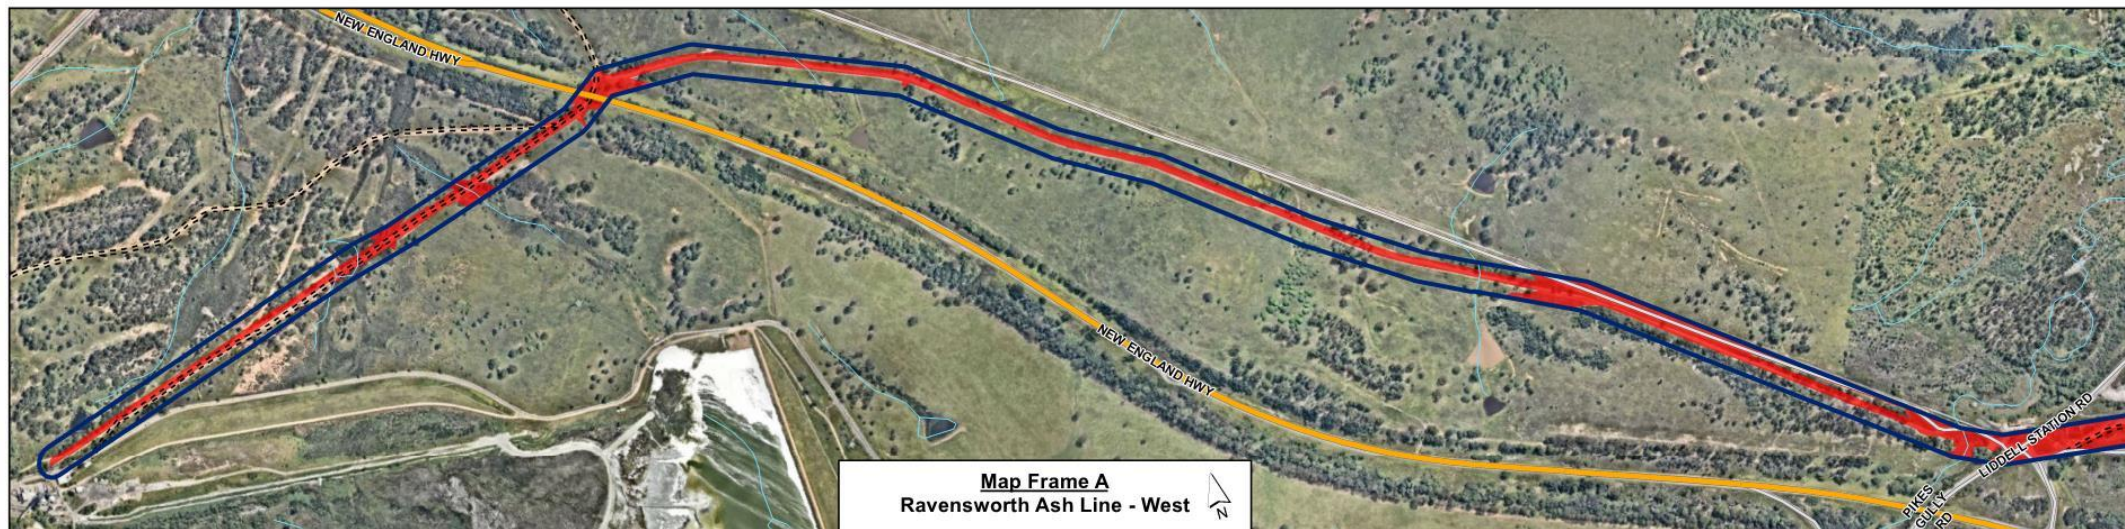 NEW ENGLAND HWY
NEW ENGLAND HWY
LIDDELL STATION RD
PIKES
GULLY
RD
Map Frame A
Ravensworth Ash Line - West
N